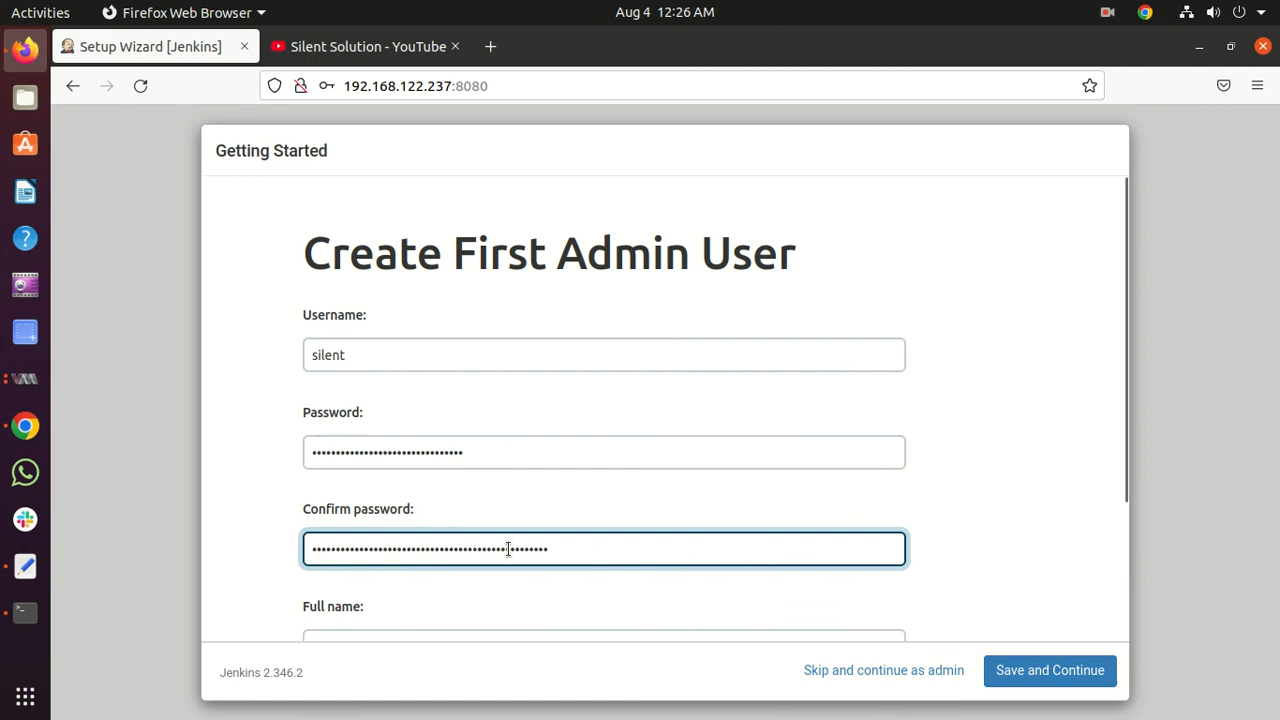 Activities Firefox Web Browser Aug 4 12:26 AM
Setup Wizard [Jenkins] Silent Solution - YouTube
192.168.122.237:8080
Getting Started
Create First Admin User
Username:
silent
Password:
••••••••••••••••••••••••••••••••
Confirm password:
••••••••••••••••••••••••••••••••••••••••••••••••••
Full name:
Jenkins 2.346.2 Skip and continue as admin Save and Continue